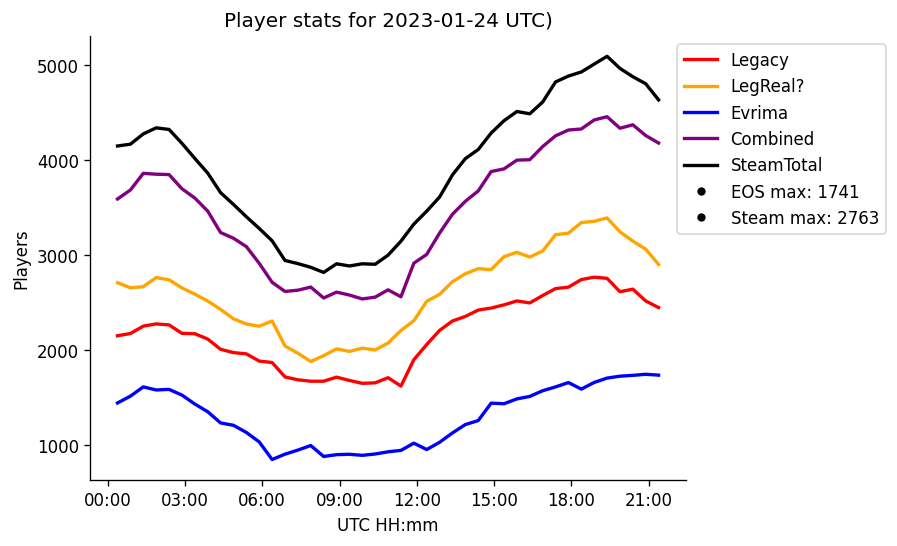 Player stats for 2023-01-24 UTC)
Legacy
LegReal?
Evrima
Combined
SteamTotal
EOS max: 1741
Steam max: 2763
Players
5000
4000
3000
2000
1000
00:00 03:00 06:00 09:00 12:00 15:00 18:00 21:00
UTC HH:mm